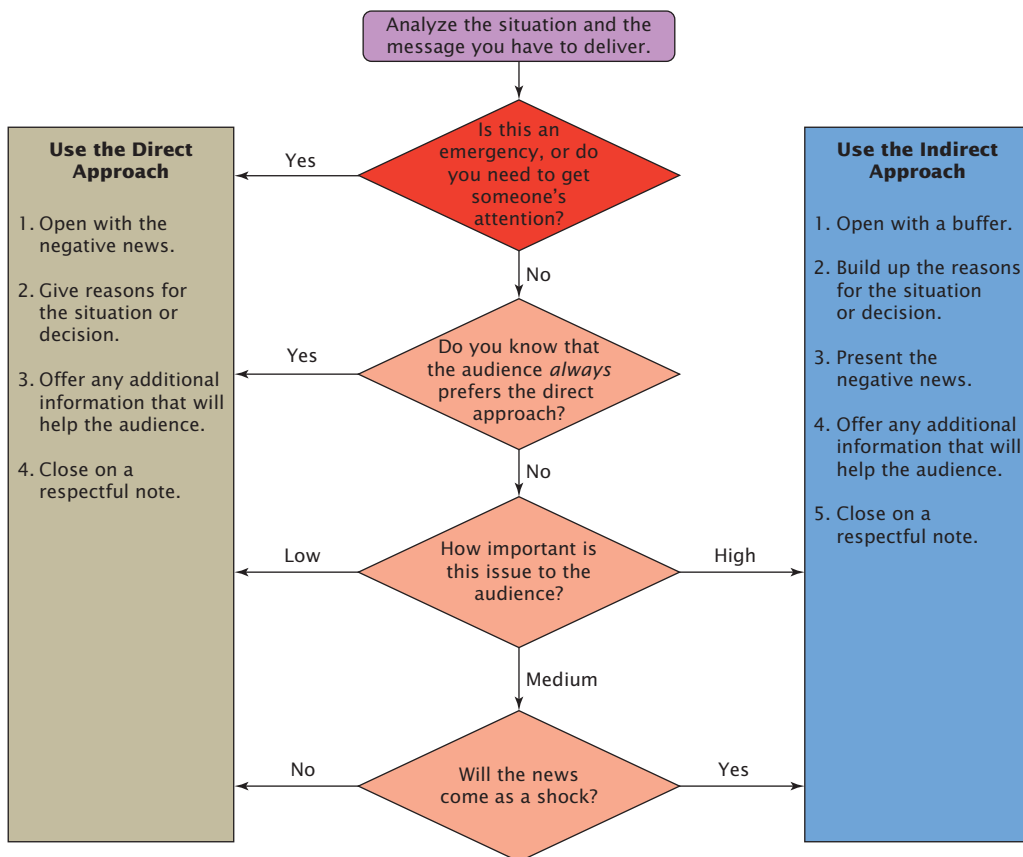 Analyze the situation and the
message you have to deliver.
Is this an
emergency, or do
you need to get
someone's
attention?
Yes
No
Use the Direct
Approach
1. Open with the
negative news.
2. Give reasons for
the situation or
decision.
3. Offer any additional
information that will
help the audience.
4. Close on a
respectful note.
Do you know that
the audience always
prefers the direct
approach?
Yes
No
How important is
this issue to the
audience?
Low
High
Medium
Will the news
come as a shock?
No
Yes
Use the Indirect
Approach
1. Open with a buffer.
2. Build up the reasons
for the situation
or decision.
3. Present the
negative news.
4. Offer any additional
information that will
help the audience.
5. Close on a
respectful note.